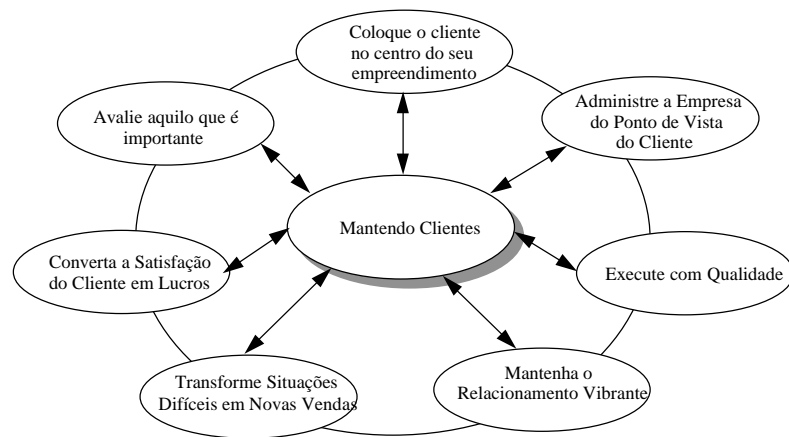 Coloque o cliente
no centro do seu
empreendimento
Administre a Empresa
do Ponto de Vista
do Cliente
Avalie aquilo que é
importante
Mantendo Clientes
Converta a Satisfação
do Cliente em Lucros
Execute com Qualidade
Transforme Situações
Difíceis em Novas Vendas
Mantenha o
Relacionamento Vibrante